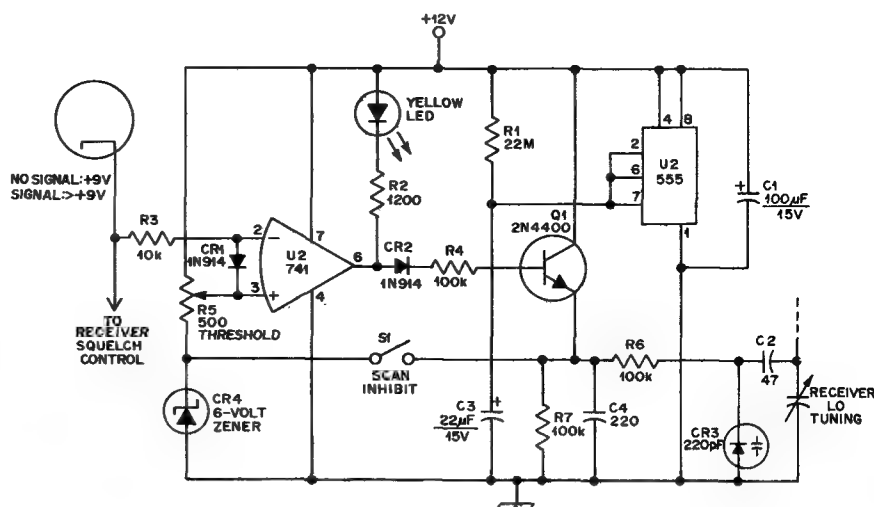 +12V
YELLOW
LED
NO SIGNAL:+9V
SIGNAL:>+9V
R3
10k
CR1
1N914
2
3
U2
741
7
4
6
R2
1200
CR2
1N914
R4
100k
Q1
2N4400
R1
22M
4
8
2
6
7
U2
555
1
C1
100µF
15V
TO
RECEIVER
SQUELCH
CONTROL
R5
500
THRESHOLD
S1
SCAN
INHIBIT
CR4
6-VOLT
ZENER
C3
22µF
15V
R7
100k
C4
220
R6
100k
C2
47
CR3
220pF
RECEIVER
LO
TUNING